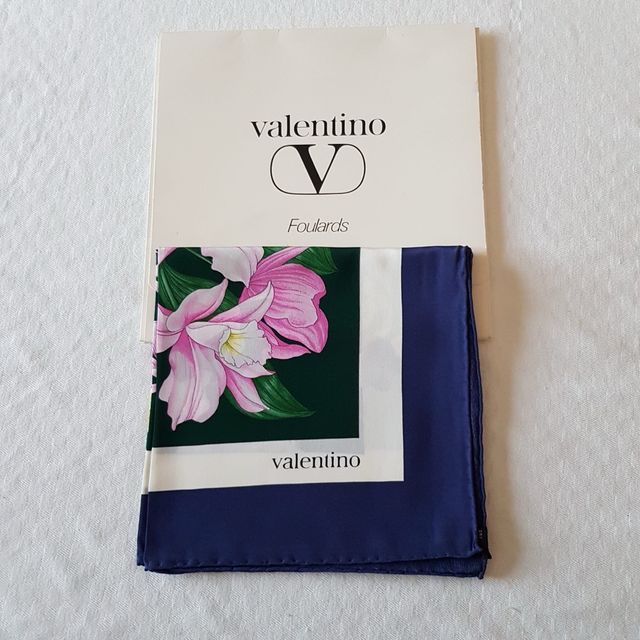 valentino
V
Foulards
valentino